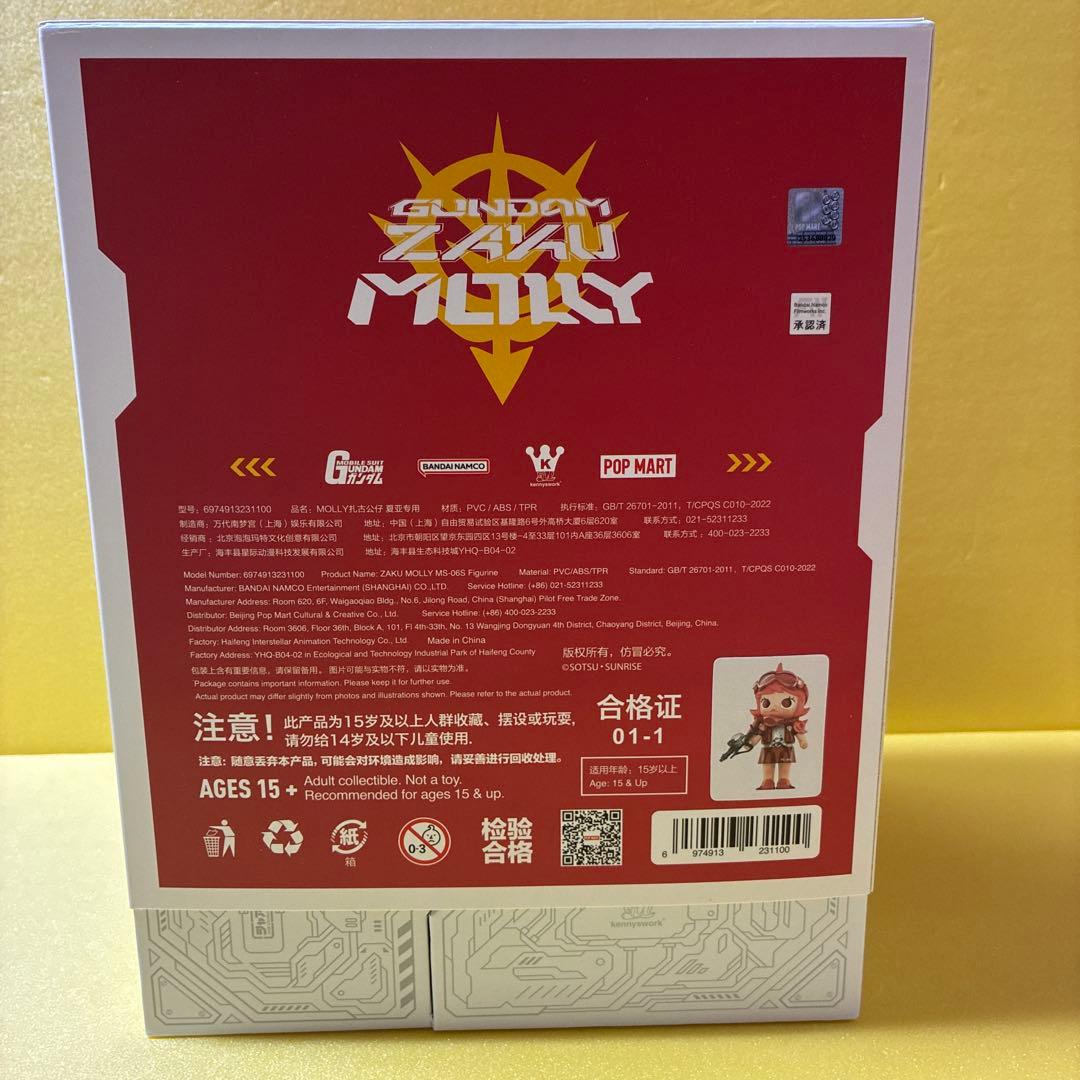 GUNDAM
ZAKU
MOLLY
POP MART
Bandai Namco
Filmworks Inc.
承認済
MOBILE SUIT
GUNDAM
ガンダム
BANDAI NAMCO
K
kennyswork
POP MART
型号：6974913231100 品名：MOLLY扎古公仔 夏亚专用 材质：PVC / ABS / TPR 执行标准：GB/T 26701-2011，T/CPQS C010-2022
制造商：万代南梦宫（上海）娱乐有限公司 地址：中国（上海）自由贸易试验区基隆路6号外高桥大厦6层620室 联系方式：021-52311233
经销商：北京泡泡玛特文化创意有限公司 地址：北京市朝阳区望京东园四区13号楼-4至33层101内A座36层3606室 联系方式：400-023-2233
生产厂：海丰县星际动漫科技发展有限公司 地址：海丰县生态科技城YHQ-B04-02
Model Number: 6974913231100 Product Name: ZAKU MOLLY MS-06S Figurine Material: PVC/ABS/TPR Standard: GB/T 26701-2011，T/CPQS C010-2022
Manufacturer: BANDAI NAMCO Entertainment (SHANGHAI) CO.,LTD. Service Hotline: (+86) 021-52311233
Manufacturer Address: Room 620, 6F, Waigaoqiao Bldg., No.6, Jilong Road, China (Shanghai) Pilot Free Trade Zone.
Distributor: Beijing Pop Mart Cultural & Creative Co., Ltd. Service Hotline: (+86) 400-023-2233
Distributor Address: Room 3606, Floor 36th, Block A, 101, Fl 4th-33th, No. 13 Wangjing Dongyuan 4th District, Chaoyang District, Beijing, China.
Factory: Haifeng Interstellar Animation Technology Co., Ltd. Made in China
Factory Address: YHQ-B04-02 in Ecological and Technology Industrial Park of Haifeng County
版权所有，仿冒必究。
©SOTSU・SUNRISE
包装上含有重要信息，请保留备用。 图片可能与实物不符，请以实物为准。
Package contains important information. Please keep it for further use.
Actual product may differ slightly from photos and illustrations shown. Please refer to the actual product.
注意！此产品为15岁及以上人群收藏、摆设或玩耍，
请勿给14岁及以下儿童使用.
注意：随意丢弃本产品，可能会对环境造成影响，请妥善进行回收处理。
AGES 15 + Adult collectible. Not a toy.
Recommended for ages 15 & up.
合格证
01-1
适用年龄：15岁以上
Age: 15 & Up
紙
箱
0-3
检验
合格
POP MART
6 974913 231100
kennyswork